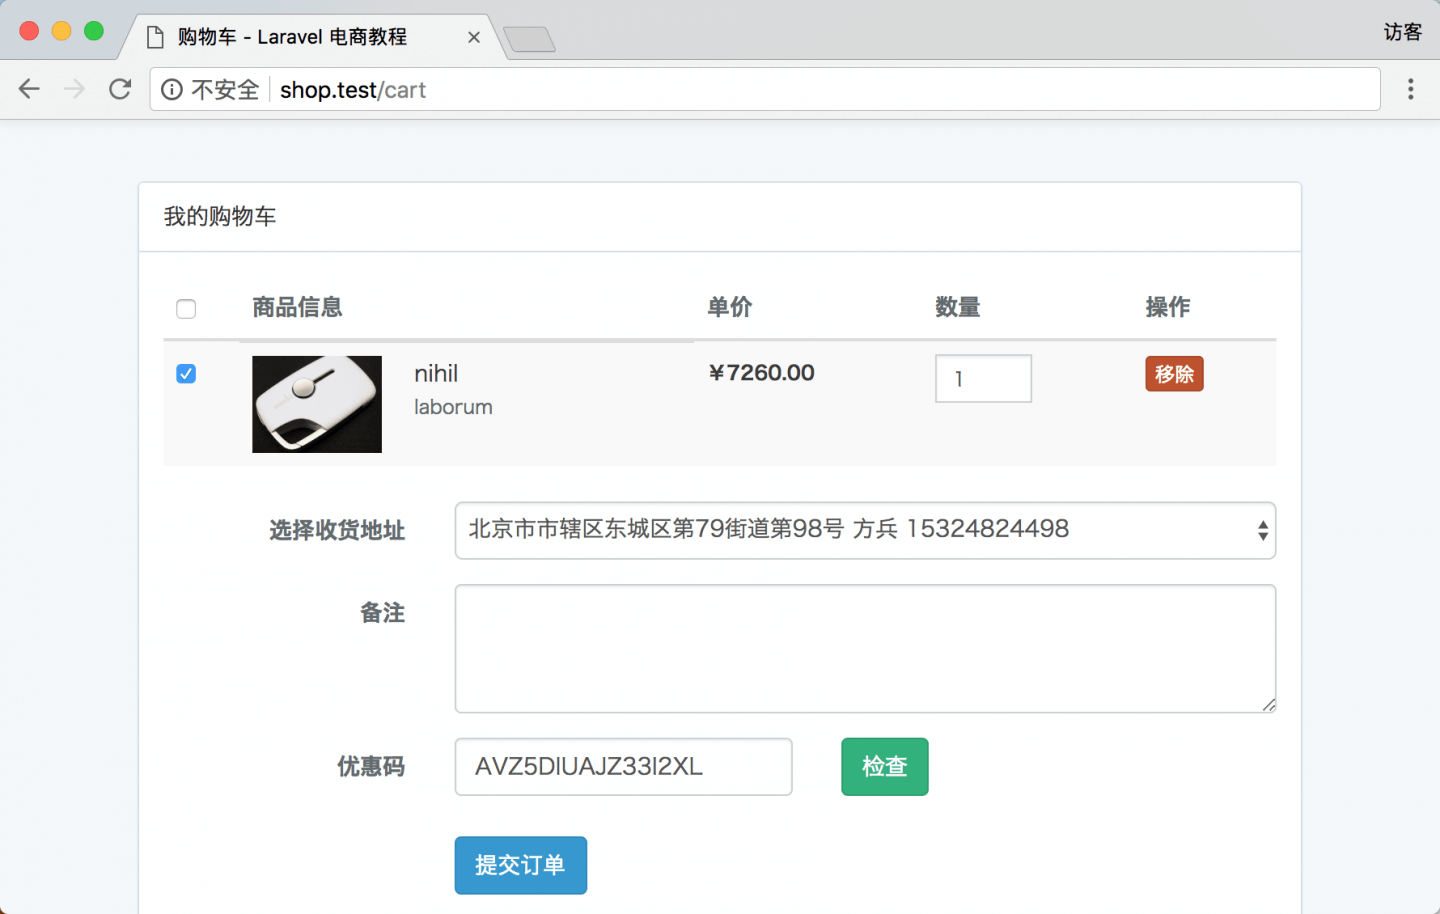 购物车 - Laravel 电商教程
访客
不安全 shop.test/cart
我的购物车
商品信息 单价 数量 操作
nihil ¥7260.00 1 移除
laborum
选择收货地址 北京市市辖区东城区第79街道第98号 方兵 15324824498
备注
优惠码 AVZ5DIUAJZ33I2XL 检查
提交订单